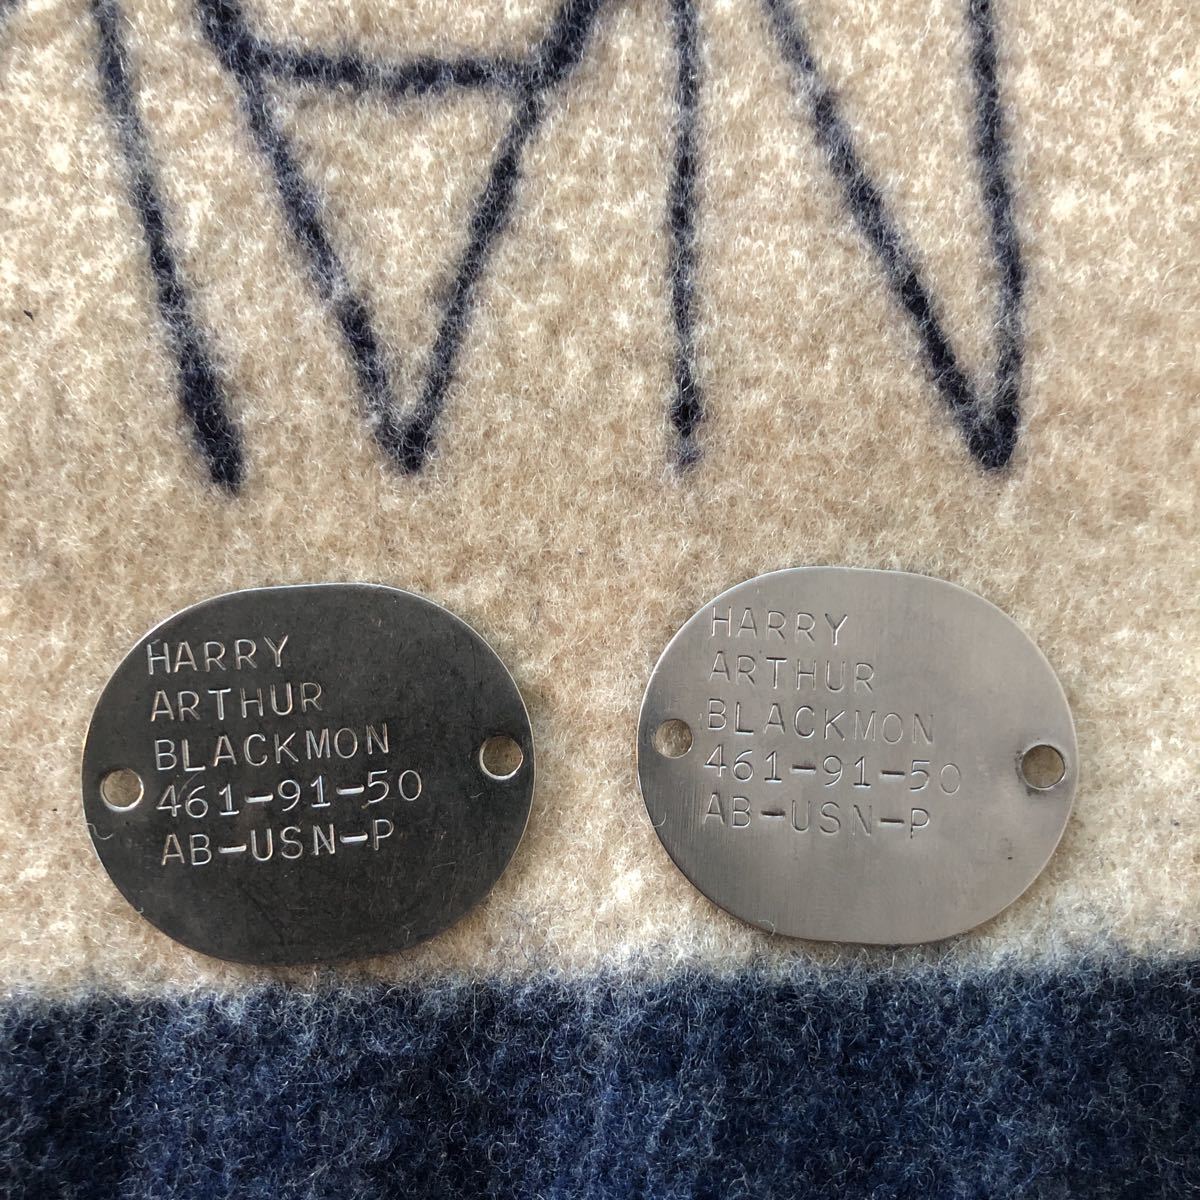 HARRY
ARTHUR
BLACKMON
461-91-50
AB-USN-P
HARRY
ARTHUR
BLACKMON
461-91-50
AB-USN-P